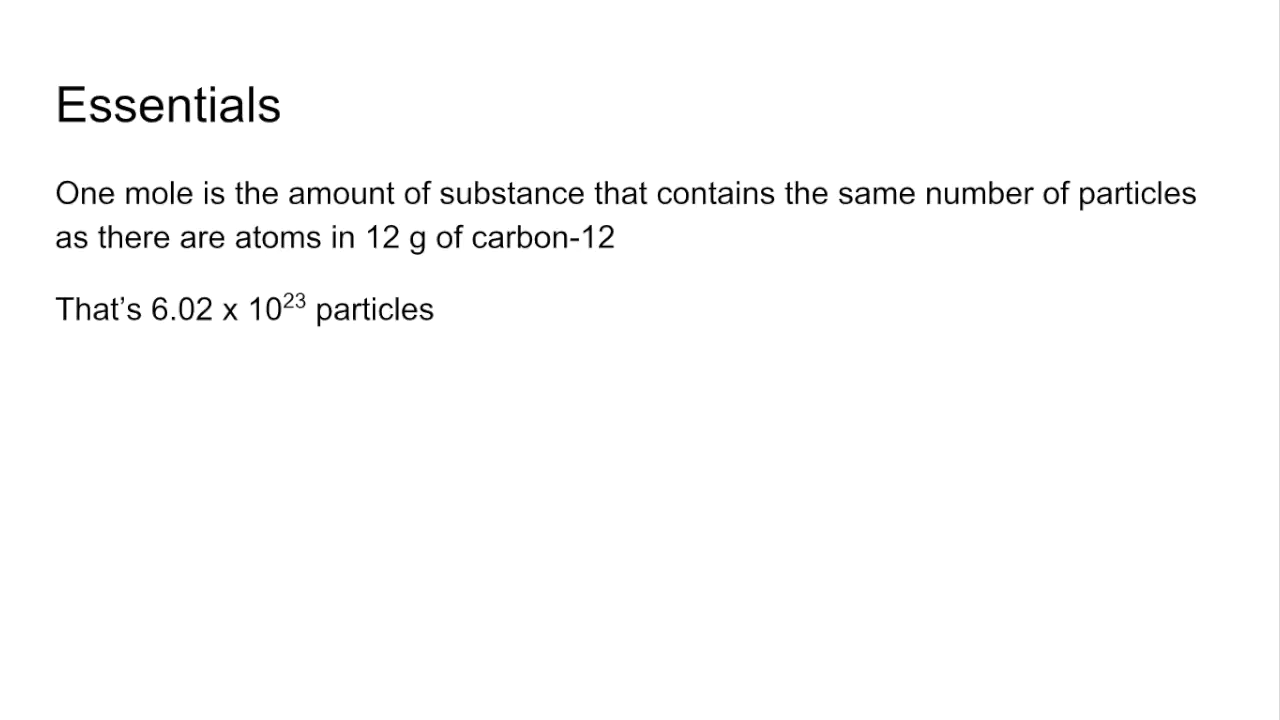 Essentials
One mole is the amount of substance that contains the same number of particles
as there are atoms in 12 g of carbon-12
That’s 6.02 x 10²³ particles